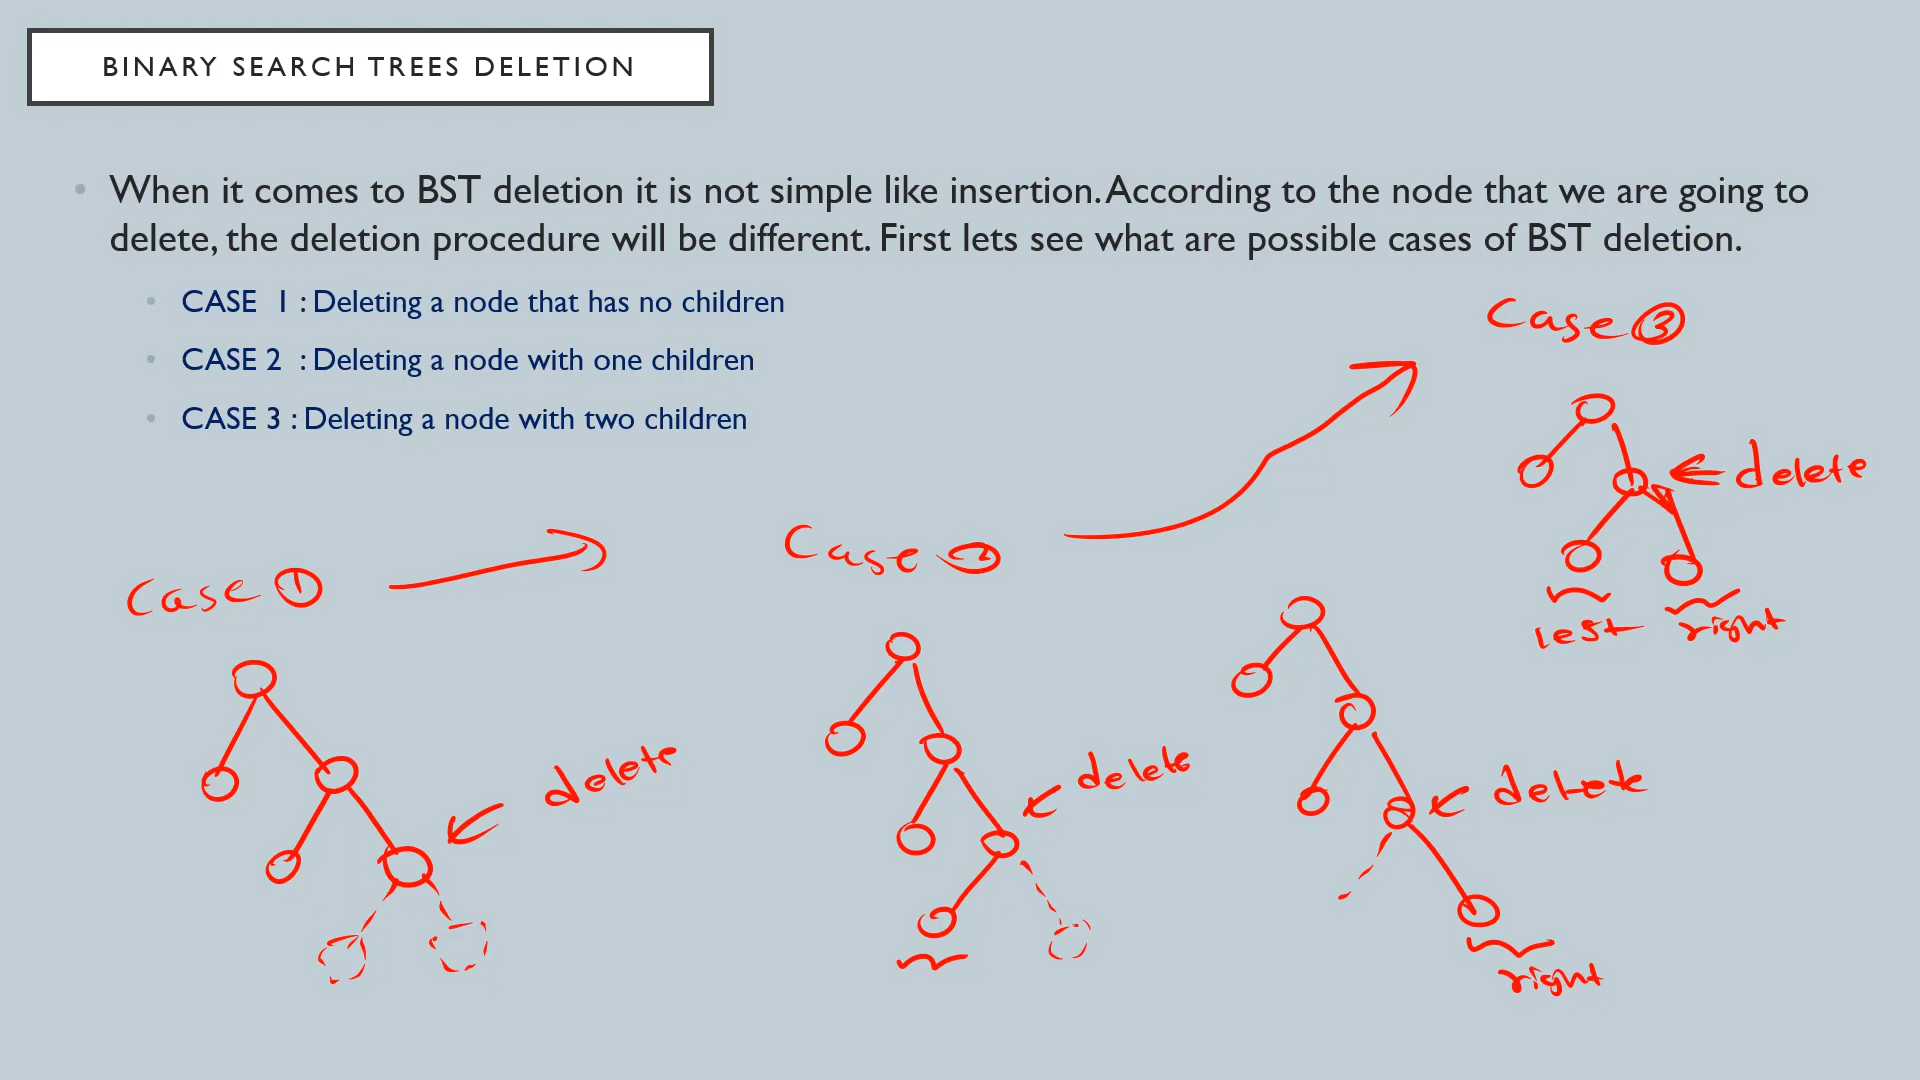 BINARY SEARCH TREES DELETION
• When it comes to BST deletion it is not simple like insertion. According to the node that we are going to
delete, the deletion procedure will be different. First lets see what are possible cases of BST deletion.
• CASE 1 : Deleting a node that has no children
• CASE 2 : Deleting a node with one children
• CASE 3 : Deleting a node with two children
Case 3
delete
left right
Case 1
Case 2
delete
delete
delete
right